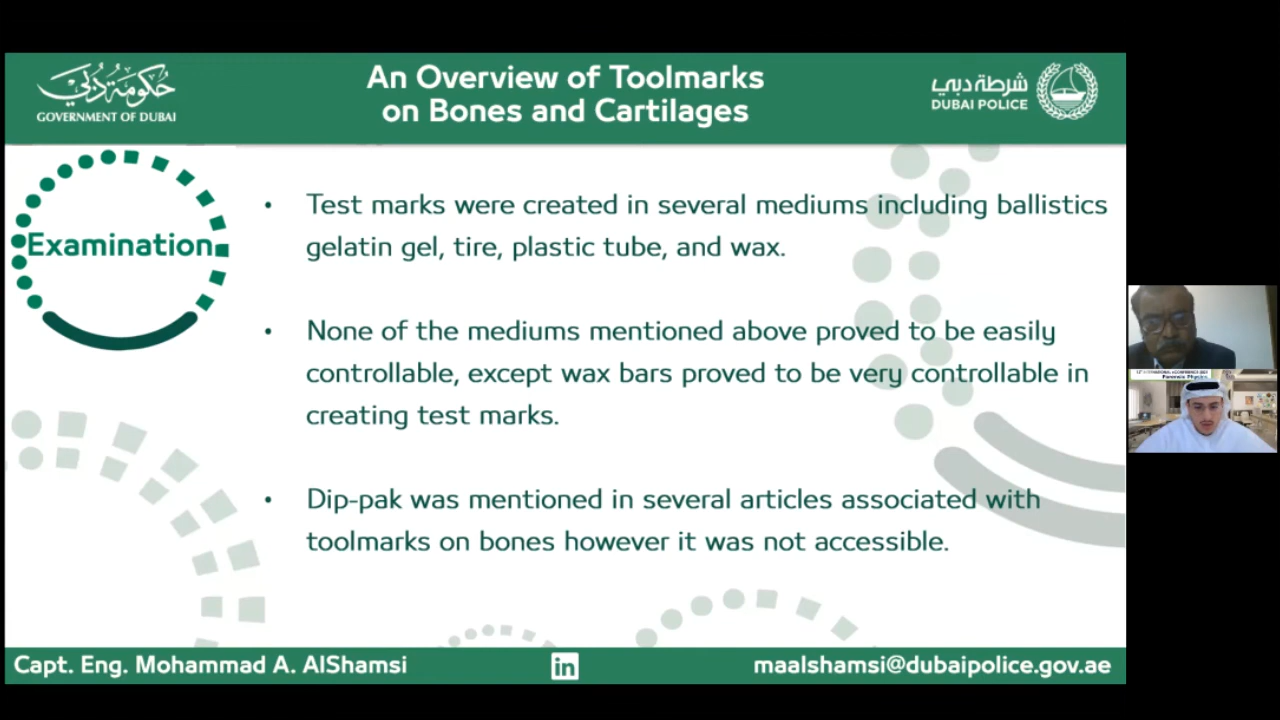 حكومة دبي
GOVERNMENT OF DUBAI
An Overview of Toolmarks
on Bones and Cartilages
شرطة دبي
DUBAI POLICE
Examination
• Test marks were created in several mediums including ballistics
gelatin gel, tire, plastic tube, and wax.
• None of the mediums mentioned above proved to be easily
controllable, except wax bars proved to be very controllable in
creating test marks.
• Dip-pak was mentioned in several articles associated with
toolmarks on bones however it was not accessible.
Forensic Physics
Capt. Eng. Mohammad A. AlShamsi
in
maalshamsi@dubaipolice.gov.ae